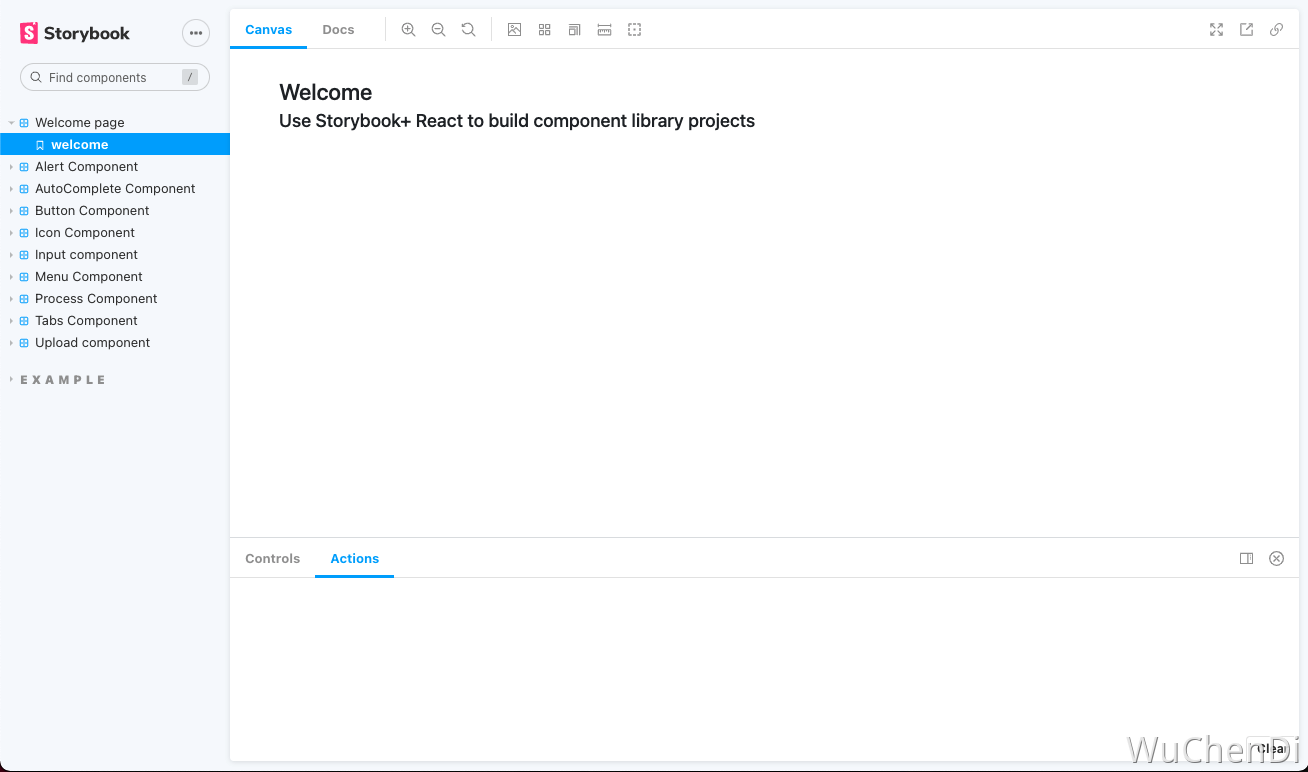 Storybook
Find components /
Welcome page
welcome
Alert Component
AutoComplete Component
Button Component
Icon Component
Input component
Menu Component
Process Component
Tabs Component
Upload component
EXAMPLE
Canvas Docs
Welcome
Use Storybook+ React to build component library projects
Controls Actions
Clear
WuChenDi